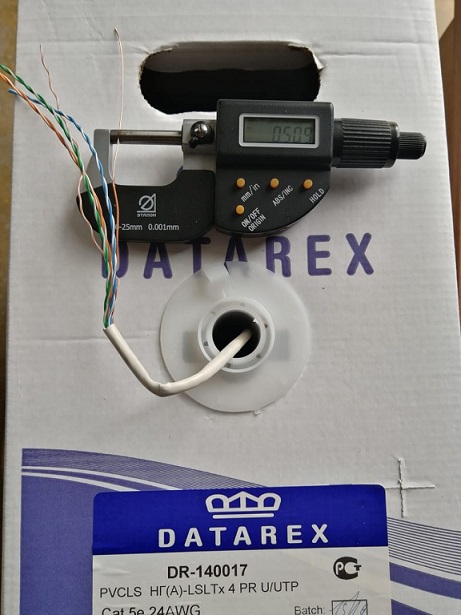 0.509
mm/in
ABS/INC
HOLD
ON/OFF
ORIGIN
0-25mm 0.001mm
DATAREX
DATAREX
DR-140017
PVCLS НГ(А)-LSLTx 4 PR U/UTP
Cat 5e 24AWG
Batch: